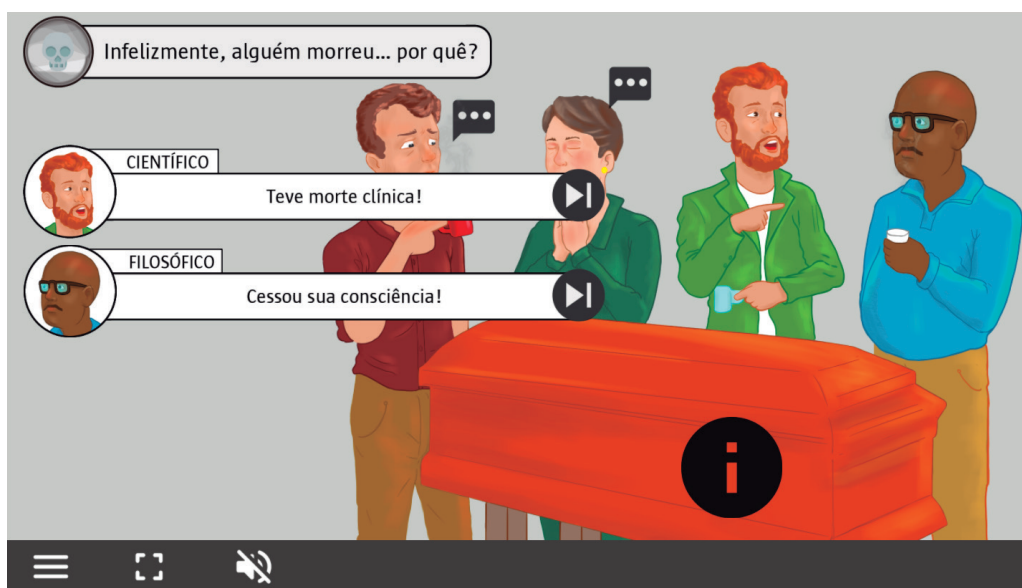 Infelizmente, alguém morreu... por quê?
CIENTÍFICO
Teve morte clínica!
FILOSÓFICO
Cessou sua consciência!
i